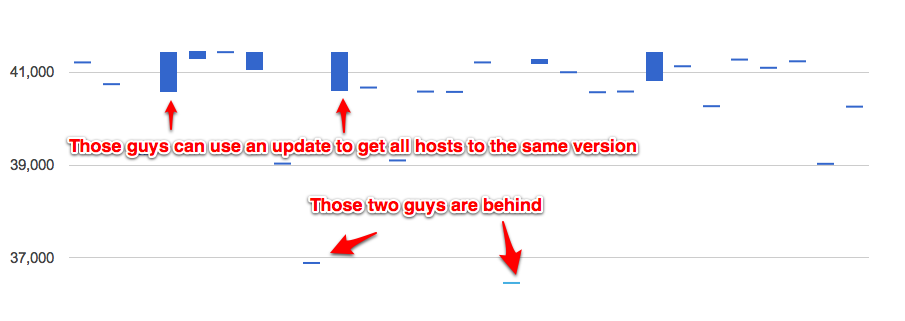 41,000
Those guys can use an update to get all hosts to the same version
39,000
Those two guys are behind
37,000